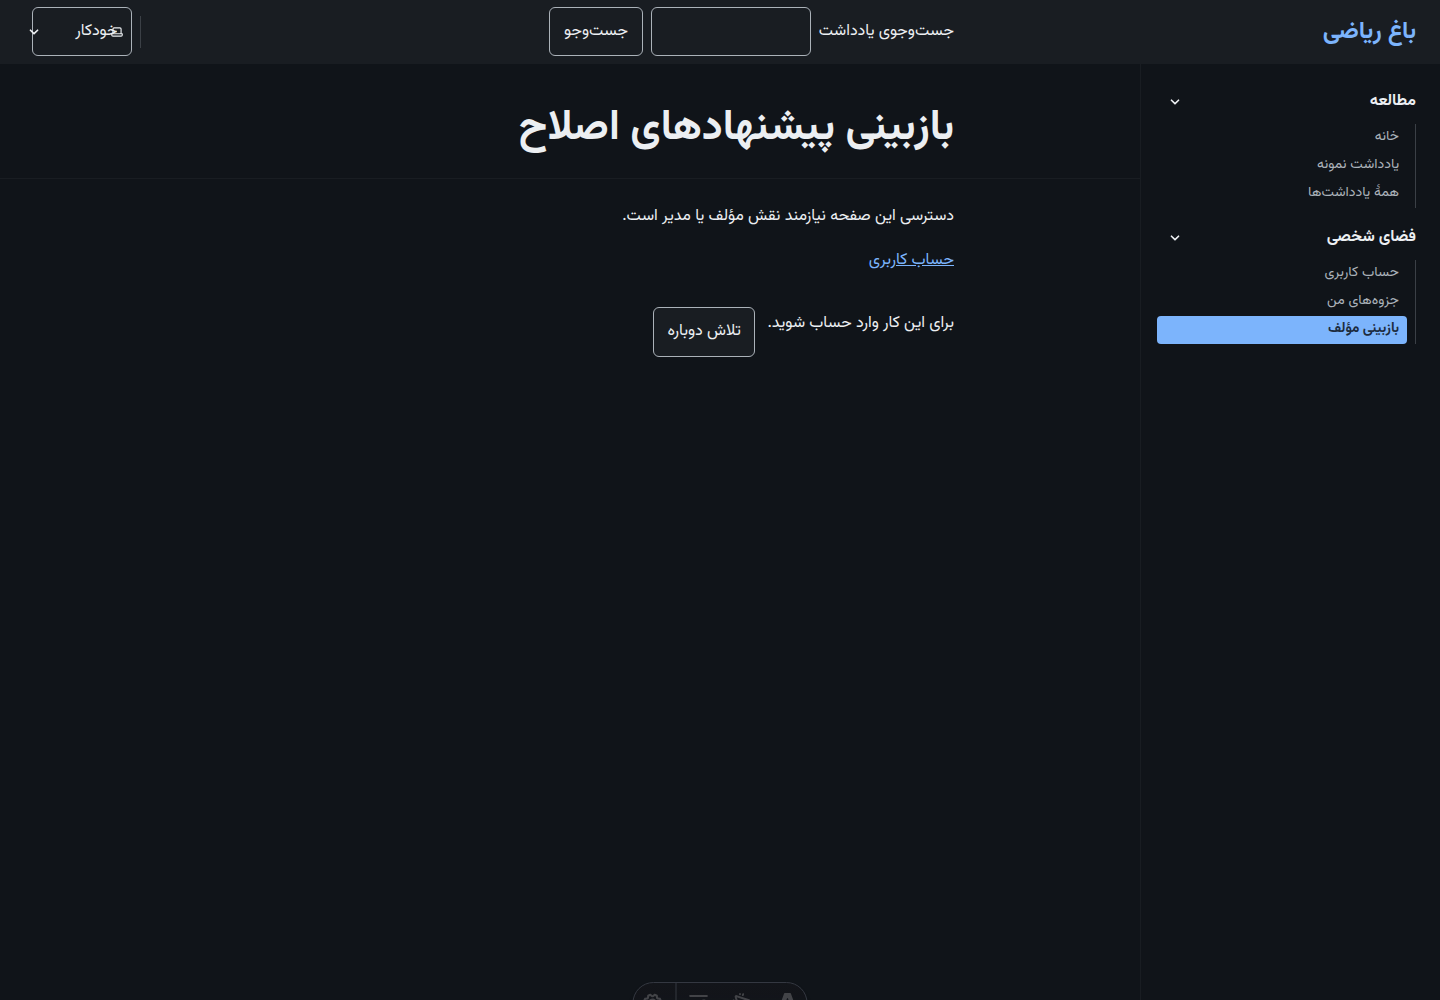 باغ ریاضی
جست‌وجوی یادداشت
جست‌وجو
خودکار
مطالعه
خانه
یادداشت نمونه
همهٔ یادداشت‌ها
فضای شخصی
حساب کاربری
جزوه‌های من
بازبینی مؤلف
بازبینی پیشنهادهای اصلاح
دسترسی این صفحه نیازمند نقش مؤلف یا مدیر است.
حساب کاربری
برای این کار وارد حساب شوید.
تلاش دوباره